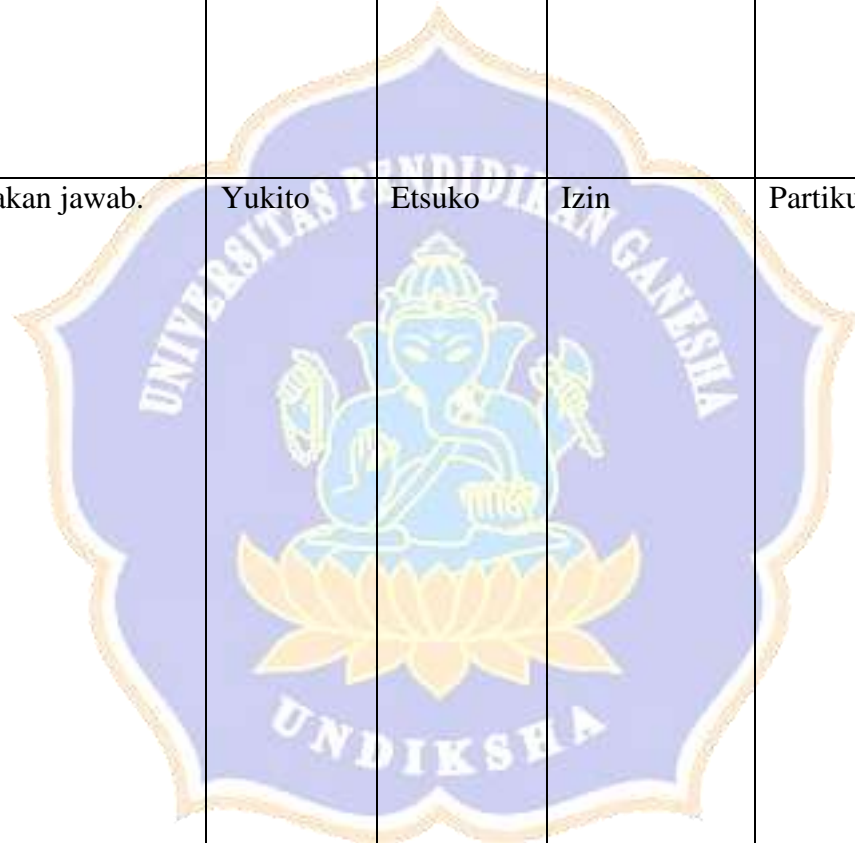 akan jawab. Yukito Etsuko Izin Partiku
UNIVERSITAS PENDIDIKAN GANESHA
UNDIKSHA